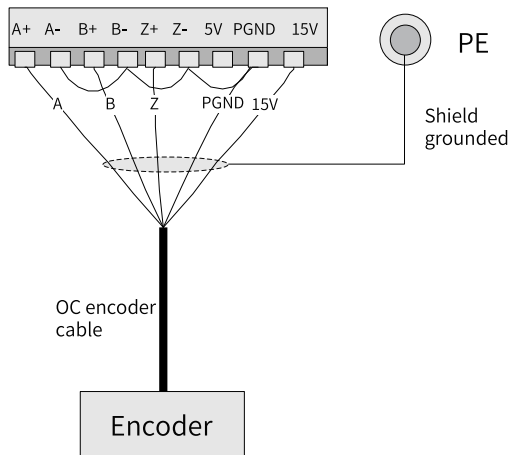 A+ A- B+ B- Z+ Z- 5V PGND 15V
PE
A B Z PGND 15V
Shield
grounded
OC encoder
cable
Encoder